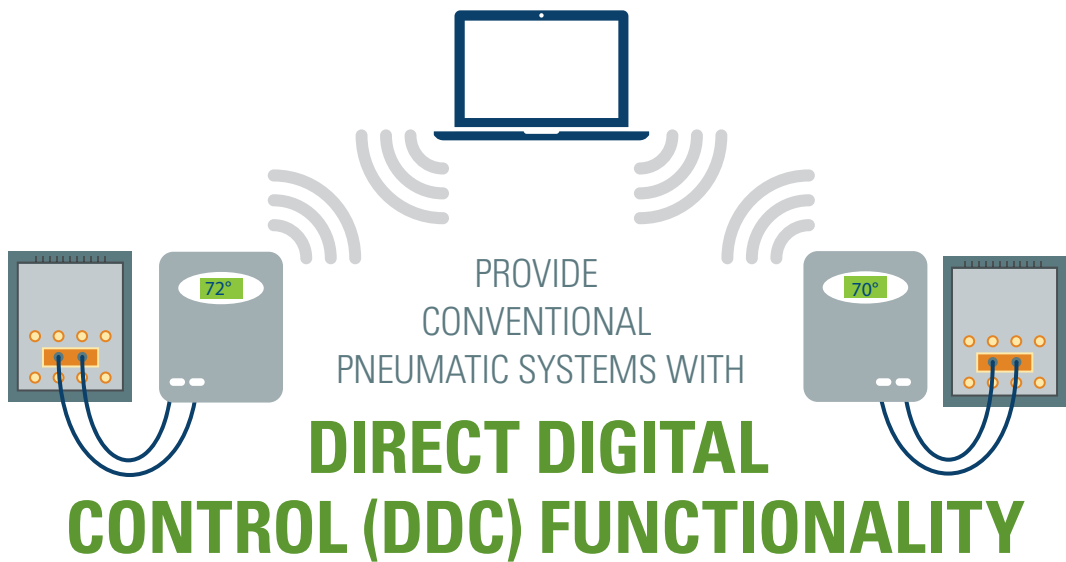 72°
70°
PROVIDE
CONVENTIONAL
PNEUMATIC SYSTEMS WITH
DIRECT DIGITAL
CONTROL (DDC) FUNCTIONALITY